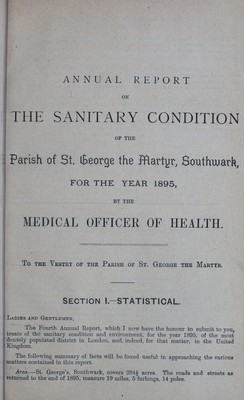 ANNUAL REPORT
ON
THE SANITARY CONDITION
OF THE
Parish of St. George the Martyr, Southwark,
FOR THE YEAR 1895,
BY THE
MEDICAL OFFICER OF HEALTH.
To the Vestry of the Parish of St. George the Martyr.
SECTION I.—STATISTICAL.
Ladies and Gentlemen,
The Fourth Annual Report, which I now have the honour to submit to you,
treats of the sanitary condition and environment, for the year 1895, of the most
densely populated district in London, and, indeed, for that matter, in the United
Kingdom.
The following summary of facts will be found useful in approaching the various
matters contained in this report.
Area.—St. George's, Southwark, covers 284¼ acres. The roads and streets as
returned to the end of 1895, measure 19 miles, 5 furlongs, 14 poles.